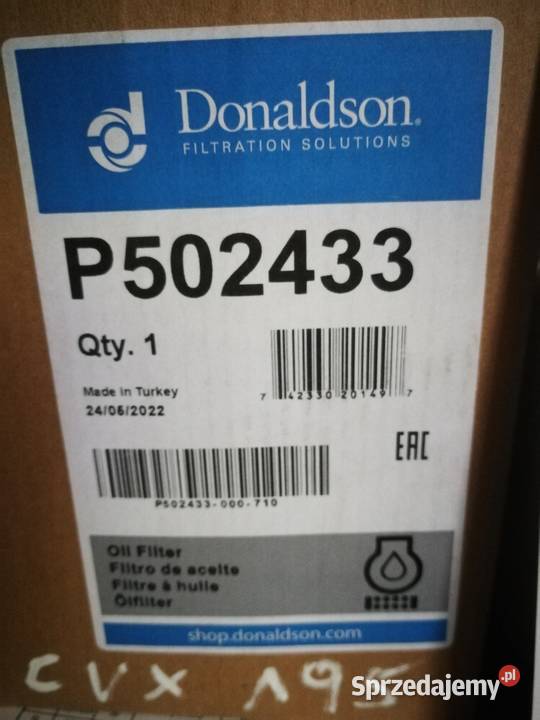 Donaldson®
FILTRATION SOLUTIONS
P502433
Qty. 1
7 42330 20149 7
Made in Turkey
24/06/2022
EAC
P502433-000-710
Oil Filter
Filtro de aceite
Filtre à huile
Ölfilter
shop.donaldson.com
CVX 195
Sprzedajemy.pl